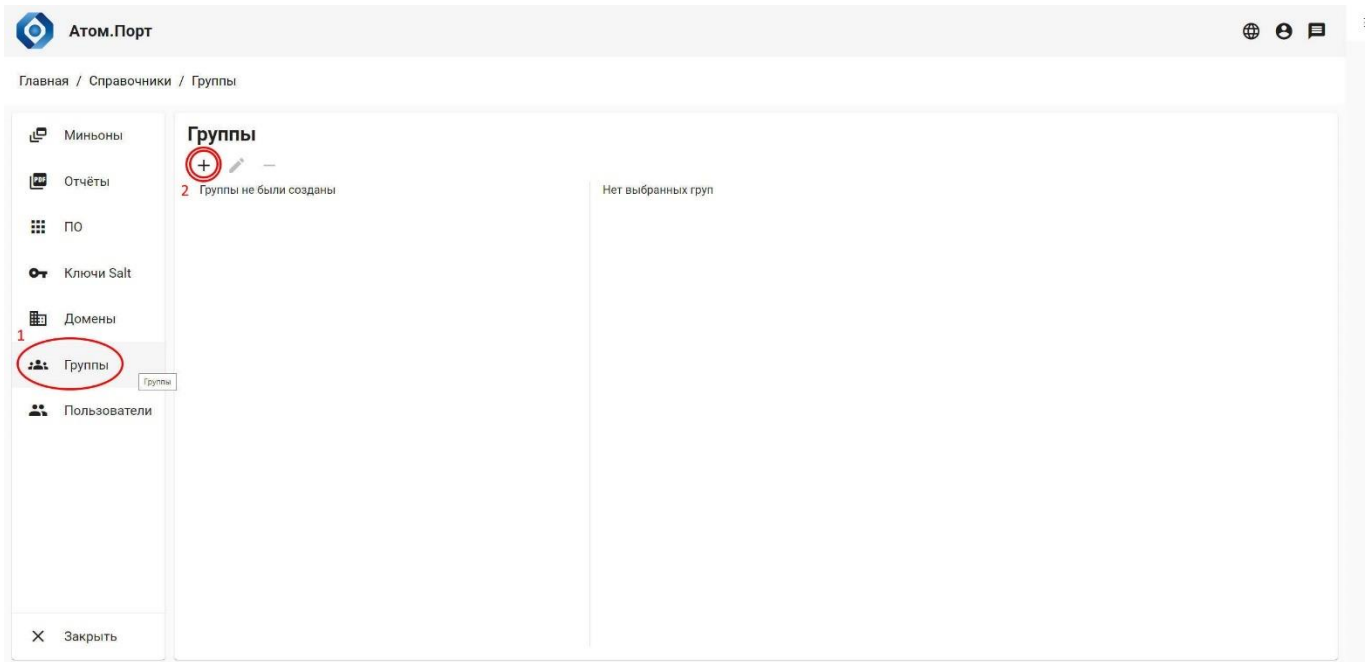 Атом.Порт
Главная / Справочники / Группы
Миньоны
Отчёты
ПО
Ключи Salt
Домены
1
Группы
Группы
Пользователи
Закрыть
Группы
2 Группы не были созданы
Нет выбранных груп
PDF